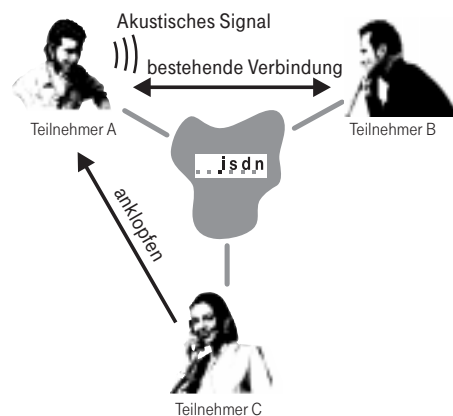 Akustisches Signal
bestehende Verbindung
Teilnehmer A
Teilnehmer B
isdn
anklopfen
Teilnehmer C